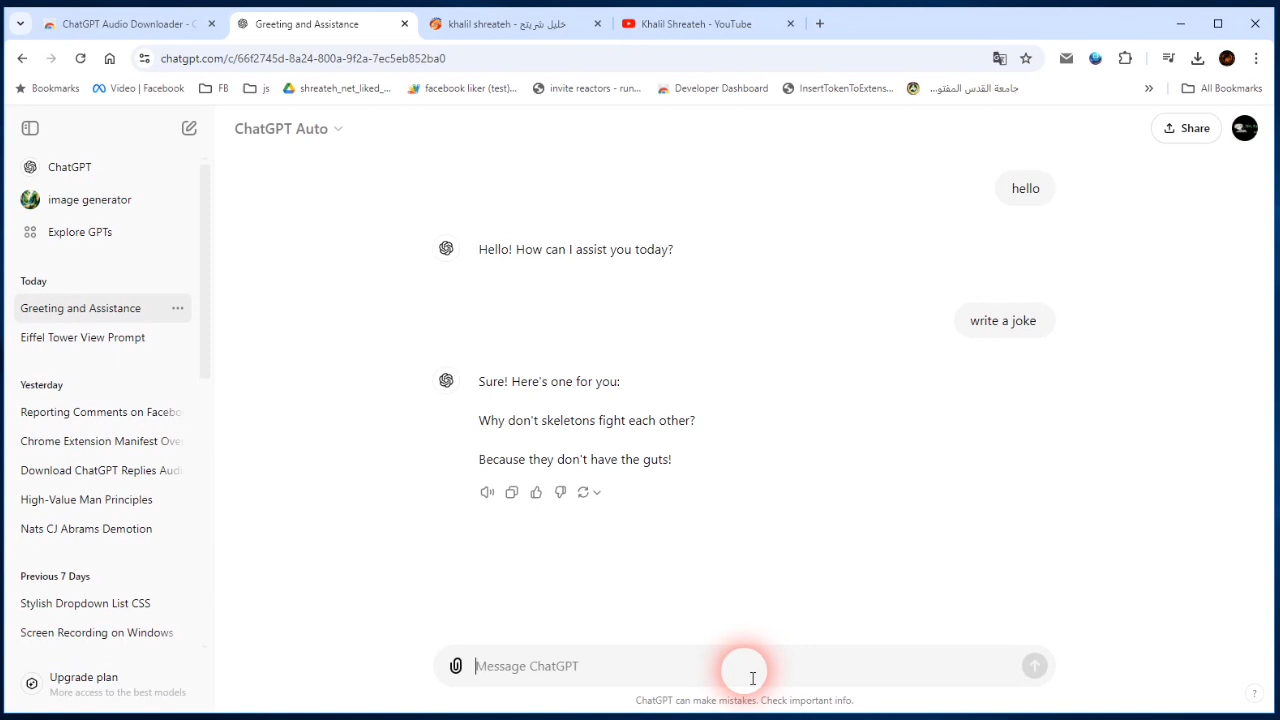 ChatGPT Audio Downloader - C
Greeting and Assistance
khalil shreateh - خليل شريتح
Khalil Shreateh - YouTube
chatgpt.com/c/66f2745d-8a24-800a-9f2a-7ec5eb852ba0
Bookmarks
Video | Facebook
FB
js
shreateh_net_liked_...
facebook liker (test)...
invite reactors - run...
Developer Dashboard
InsertTokenToExtens...
جامعة القدس المفتو...
All Bookmarks
ChatGPT Auto
Share
ChatGPT
image generator
Explore GPTs
Today
Greeting and Assistance
Eiffel Tower View Prompt
Yesterday
Reporting Comments on Facebo
Chrome Extension Manifest Ove
Download ChatGPT Replies Audi
High-Value Man Principles
Nats CJ Abrams Demotion
Previous 7 Days
Stylish Dropdown List CSS
Screen Recording on Windows
Upgrade plan
More access to the best models
hello
Hello! How can I assist you today?
write a joke
Sure! Here's one for you:
Why don't skeletons fight each other?
Because they don't have the guts!
Message ChatGPT
ChatGPT can make mistakes. Check important info.
?